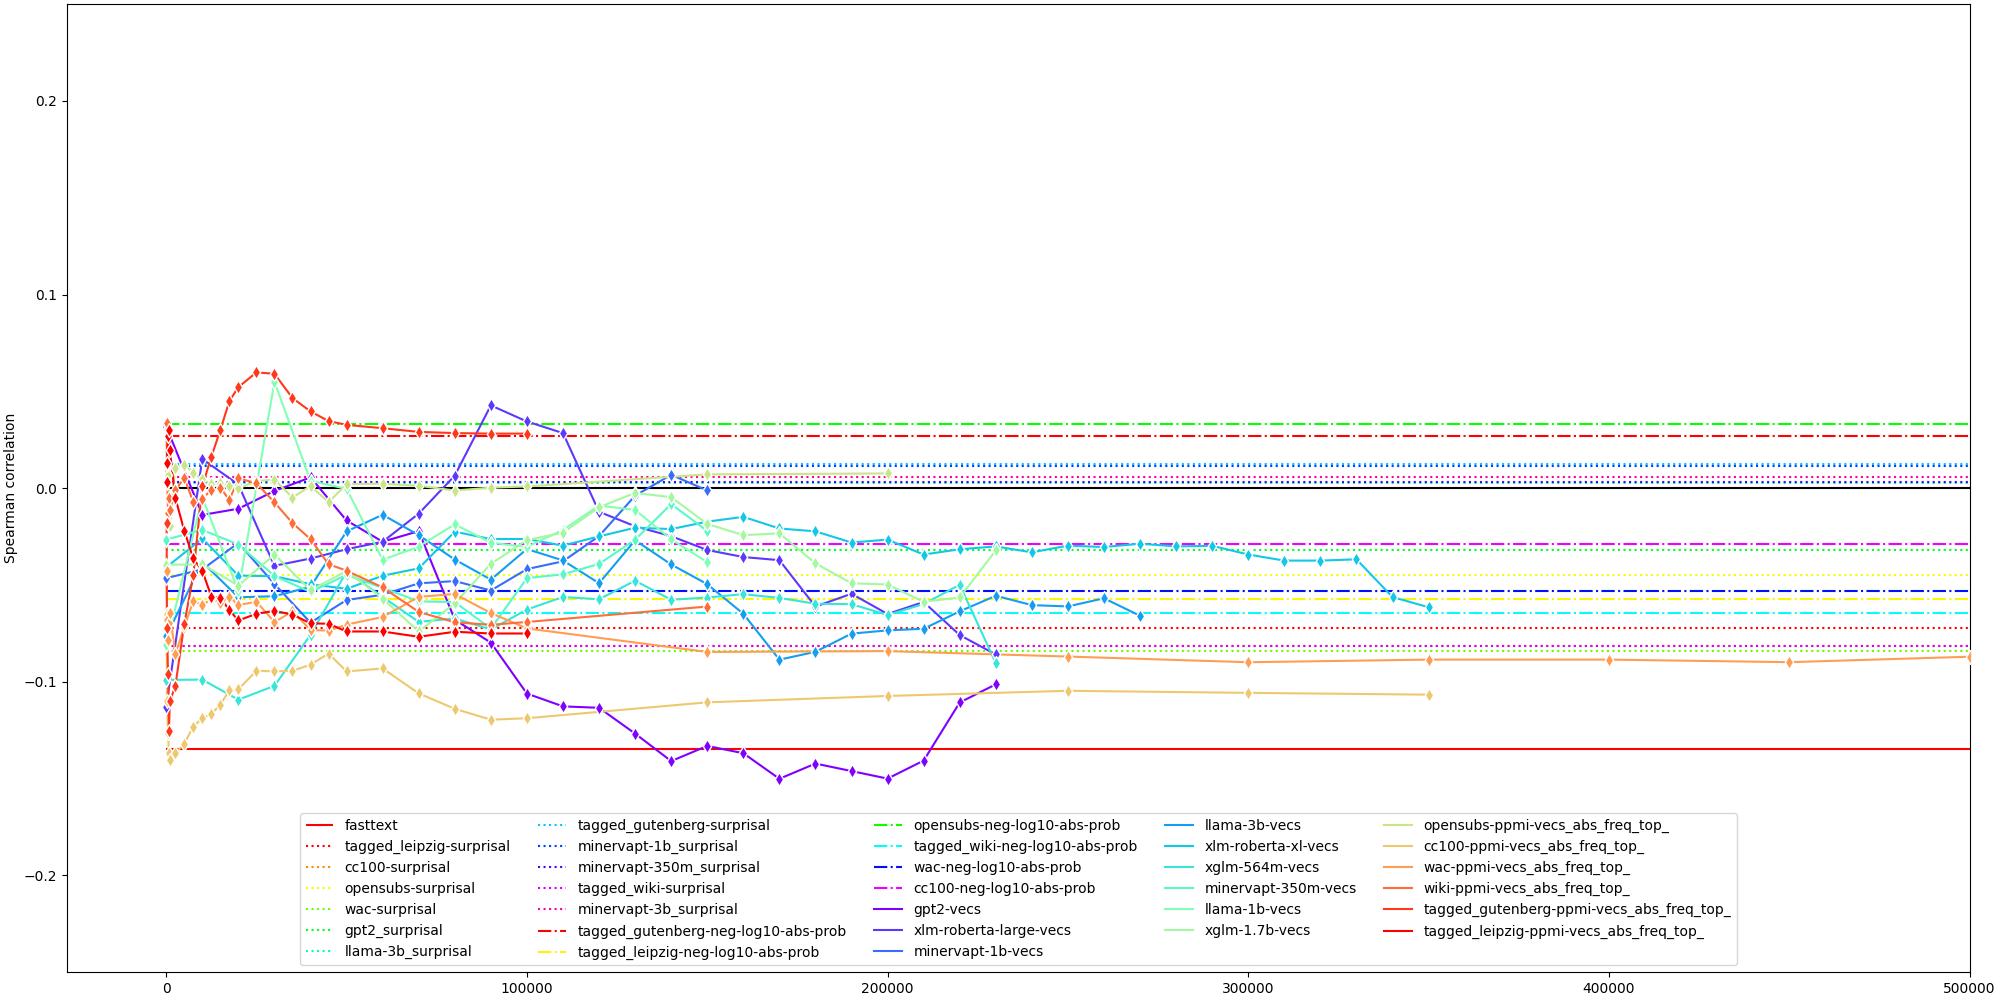 0.2
0.1
0.0
−0.1
−0.2
Spearman correlation
fasttext
tagged_leipzig-surprisal
cc100-surprisal
opensubs-surprisal
wac-surprisal
gpt2_surprisal
llama-3b_surprisal
tagged_gutenberg-surprisal
minervapt-1b_surprisal
minervapt-350m_surprisal
tagged_wiki-surprisal
minervapt-3b_surprisal
tagged_gutenberg-neg-log10-abs-prob
tagged_leipzig-neg-log10-abs-prob
opensubs-neg-log10-abs-prob
tagged_wiki-neg-log10-abs-prob
wac-neg-log10-abs-prob
cc100-neg-log10-abs-prob
gpt2-vecs
xlm-roberta-large-vecs
minervapt-1b-vecs
llama-3b-vecs
xlm-roberta-xl-vecs
xglm-564m-vecs
minervapt-350m-vecs
llama-1b-vecs
xglm-1.7b-vecs
opensubs-ppmi-vecs_abs_freq_top_
cc100-ppmi-vecs_abs_freq_top_
wac-ppmi-vecs_abs_freq_top_
wiki-ppmi-vecs_abs_freq_top_
tagged_gutenberg-ppmi-vecs_abs_freq_top_
tagged_leipzig-ppmi-vecs_abs_freq_top_
0 100000 200000 300000 400000 500000